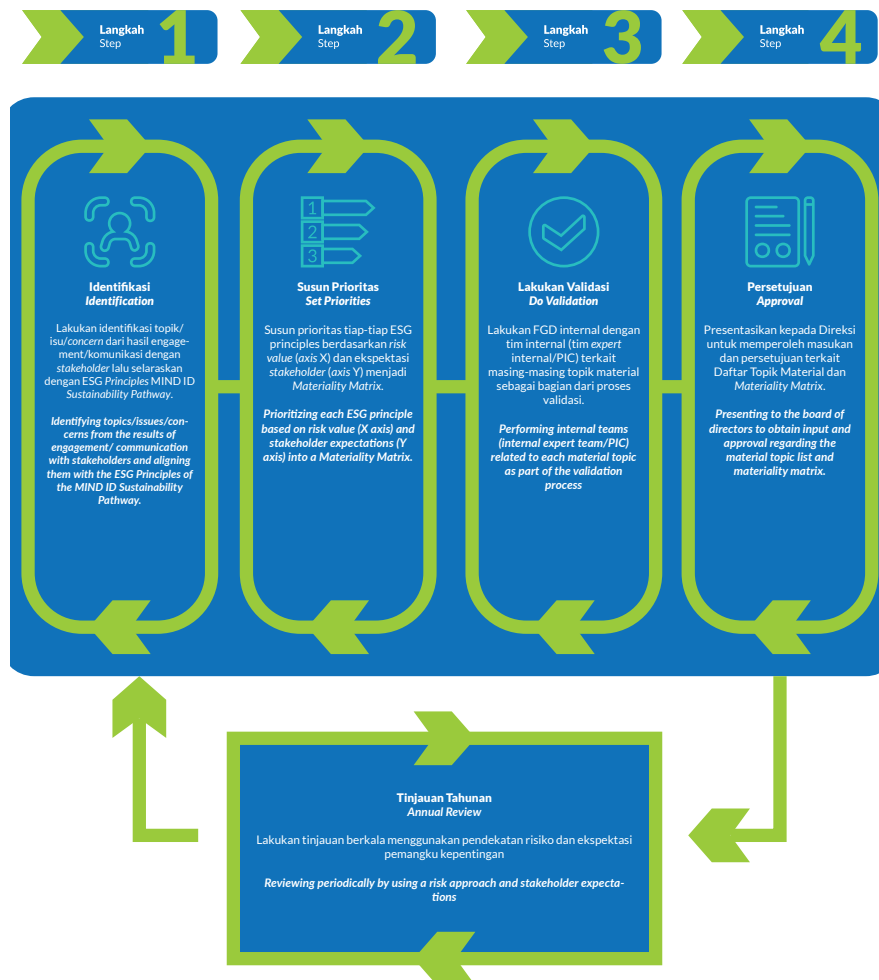 Langkah
Step
1
Langkah
Step
2
Langkah
Step
3
Langkah
Step
4
1
2
3
Identifikasi
Identification
Lakukan identifikasi topik/
isu/concern dari hasil engage-
ment/komunikasi dengan
stakeholder lalu selaraskan
dengan ESG Principles MIND ID
Sustainability Pathway.
Identifying topics/issues/con-
cerns from the results of
engagement/ communication
with stakeholders and aligning
them with the ESG Principles of
the MIND ID Sustainability
Pathway.
Susun Prioritas
Set Priorities
Susun prioritas tiap-tiap ESG
principles berdasarkan risk
value (axis X) dan ekspektasi
stakeholder (axis Y) menjadi
Materiality Matrix.
Prioritizing each ESG principle
based on risk value (X axis) and
stakeholder expectations (Y
axis) into a Materiality Matrix.
Lakukan Validasi
Do Validation
Lakukan FGD internal dengan
tim internal (tim expert
internal/PIC) terkait
masing-masing topik material
sebagai bagian dari proses
validasi.
Performing internal teams
(internal expert team/PIC)
related to each material topic
as part of the validation
process
Persetujuan
Approval
Presentasikan kepada Direksi
untuk memperoleh masukan
dan persetujuan terkait
Daftar Topik Material dan
Materiality Matrix.
Presenting to the board of
directors to obtain input and
approval regarding the
material topic list and
materiality matrix.
Tinjauan Tahunan
Annual Review
Lakukan tinjauan berkala menggunakan pendekatan risiko dan ekspektasi
pemangku kepentingan
Reviewing periodically by using a risk approach and stakeholder expecta-
tions